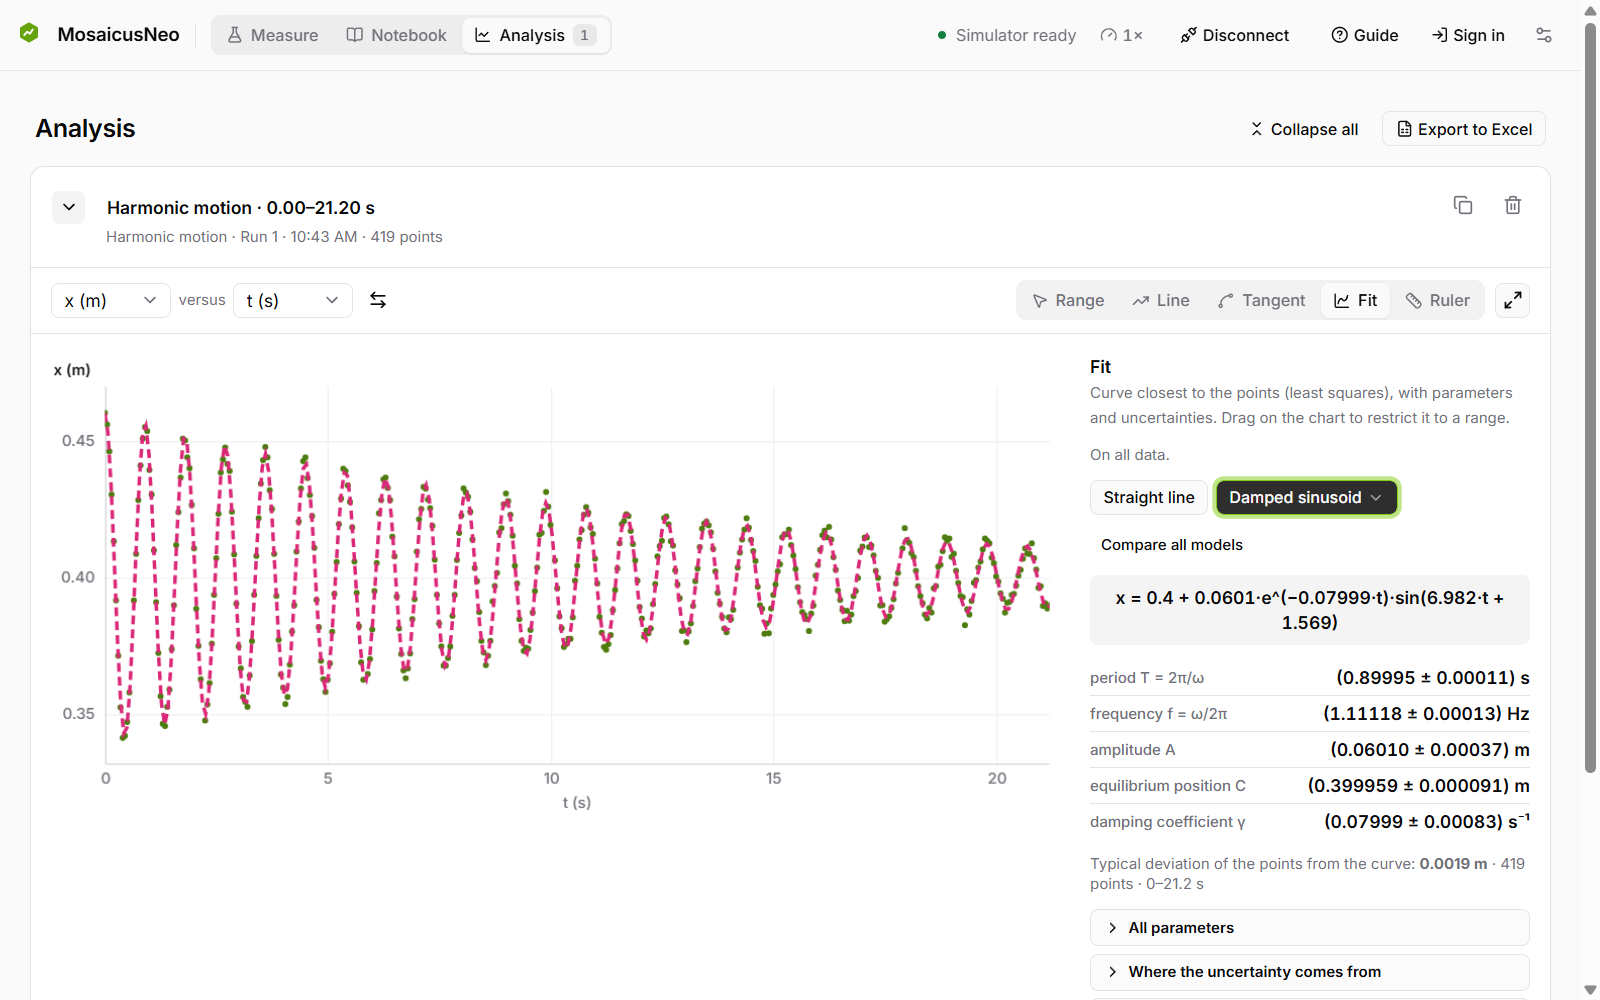 MosaicusNeo
Measure
Notebook
Analysis 1
Simulator ready
1×
Disconnect
Guide
Sign in
Analysis
Collapse all
Export to Excel
Harmonic motion · 0.00–21.20 s
Harmonic motion · Run 1 · 10:43 AM · 419 points
x (m) versus t (s)
Range
Line
Tangent
Fit
Ruler
x (m)
0.45
0.40
0.35
0
5
10
15
20
t (s)
Fit
Curve closest to the points (least squares), with parameters
and uncertainties. Drag on the chart to restrict it to a range.
On all data.
Straight line
Damped sinusoid
Compare all models
x = 0.4 + 0.0601·e^(−0.07999·t)·sin(6.982·t +
1.569)
period T = 2π/ω (0.89995 ± 0.00011) s
frequency f = ω/2π (1.11118 ± 0.00013) Hz
amplitude A (0.06010 ± 0.00037) m
equilibrium position C (0.399959 ± 0.000091) m
damping coefficient γ (0.07999 ± 0.00083) s⁻¹
Typical deviation of the points from the curve: 0.0019 m · 419
points · 0–21.2 s
All parameters
Where the uncertainty comes from